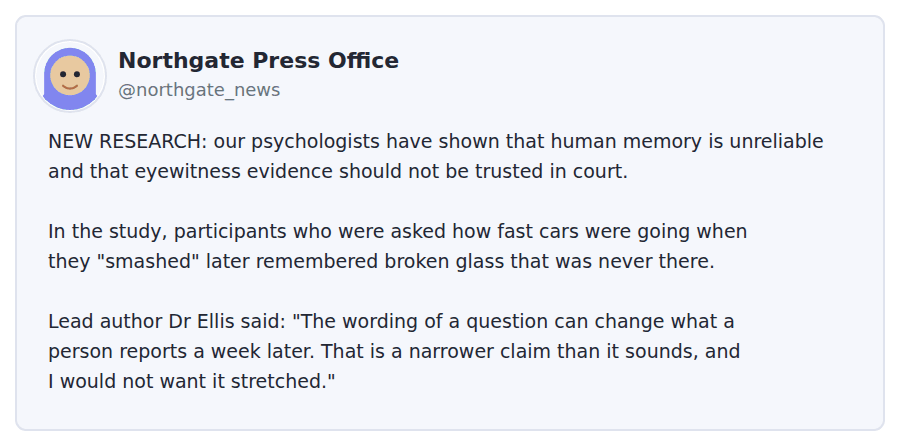 Northgate Press Office
@northgate_news
NEW RESEARCH: our psychologists have shown that human memory is unreliable
and that eyewitness evidence should not be trusted in court.
In the study, participants who were asked how fast cars were going when
they "smashed" later remembered broken glass that was never there.
Lead author Dr Ellis said: "The wording of a question can change what a
person reports a week later. That is a narrower claim than it sounds, and
I would not want it stretched."